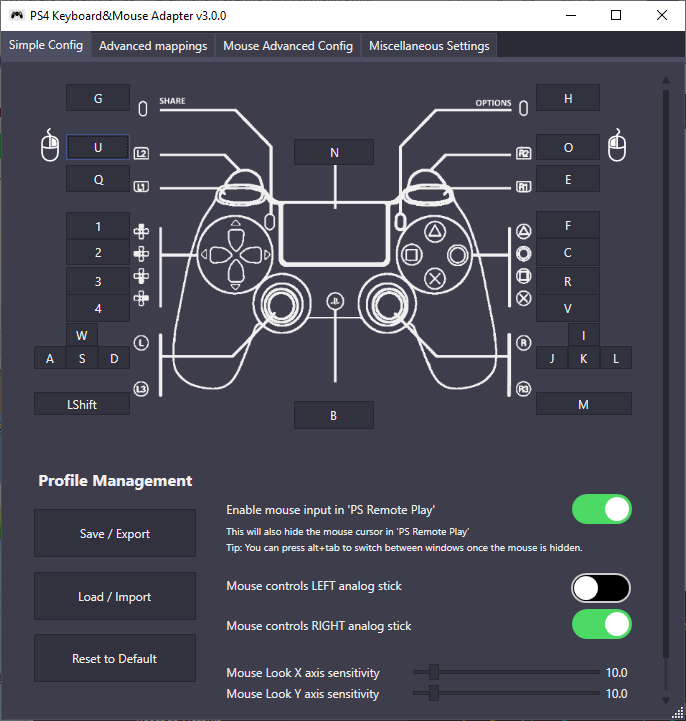 PS4 Keyboard&Mouse Adapter v3.0.0
Simple Config
Advanced mappings
Mouse Advanced Config
Miscellaneous Settings
G
SHARE
OPTIONS
H
U
L2
N
R2
O
Q
L1
R1
E
1
F
2
C
3
R
4
V
W
L
R
I
A S D
J K L
L3
R3
LShift
B
M
Profile Management
Save / Export
Load / Import
Reset to Default
Enable mouse input in 'PS Remote Play'
This will also hide the mouse cursor in 'PS Remote Play'
Tip: You can press alt+tab to switch between windows once the mouse is hidden.
Mouse controls LEFT analog stick
Mouse controls RIGHT analog stick
Mouse Look X axis sensitivity 10.0
Mouse Look Y axis sensitivity 10.0